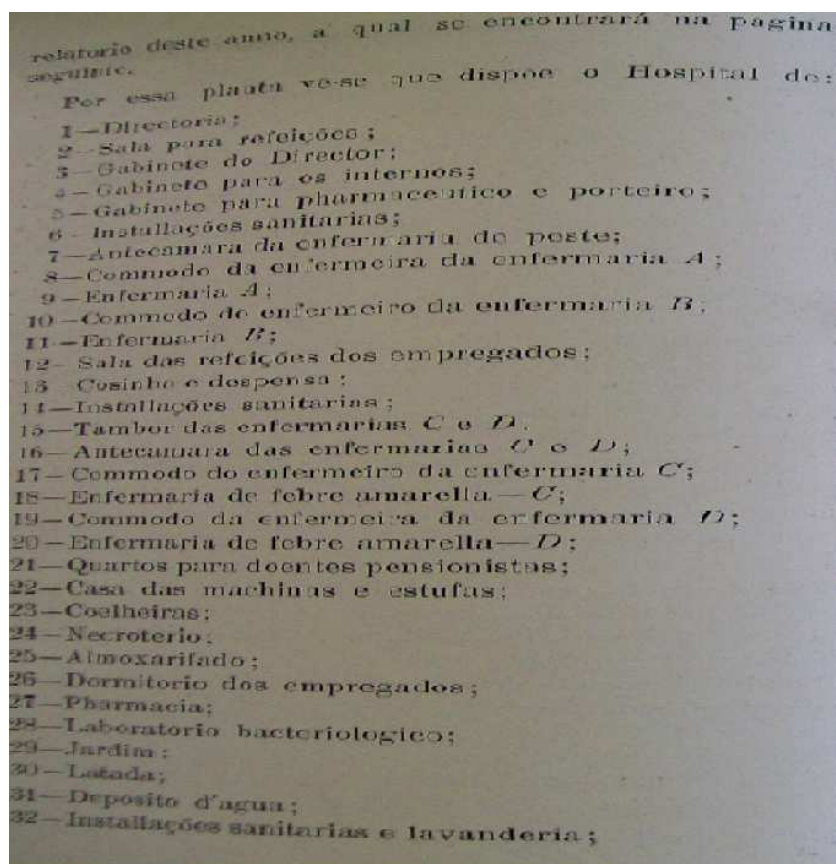 relatorio deste anno, a qual se encontrará na pagina
seguinte.
Por essa planta vê-se que dispõe o Hospital de:
1—Directoria;
2—Sala para refeições;
3—Gabinete do Director;
4—Gabinete para os internos;
5—Gabinete para pharmaceutico e porteiro;
6—Installações sanitarias;
7—Antecamara da enfermaria de peste;
8—Commodo da enfermeira da enfermaria A;
9—Enfermaria A;
10—Commodo do enfermeiro da enfermaria B;
11—Enfermaria B;
12—Sala das refeições dos empregados;
13—Cosinha e despensa;
14—Installações sanitarias;
15—Tambor das enfermarias C e D.
16—Antecamara das enfermarias C e D;
17—Commodo do enfermeiro da enfermaria C;
18—Enfermaria de febre amarella—C;
19—Commodo da enfermeira da enfermaria D;
20—Enfermaria de febre amarella—D;
21—Quartos para doentes pensionistas;
22—Casa das machinas e estufas;
23—Coelheiras;
24—Necroterio;
25—Almoxarifado;
26—Dormitorio dos empregados;
27—Pharmacia;
28—Laboratorio bacteriologico;
29—Jardim;
30—Latada;
31—Deposito d'agua;
32—Installações sanitarias e lavanderia;